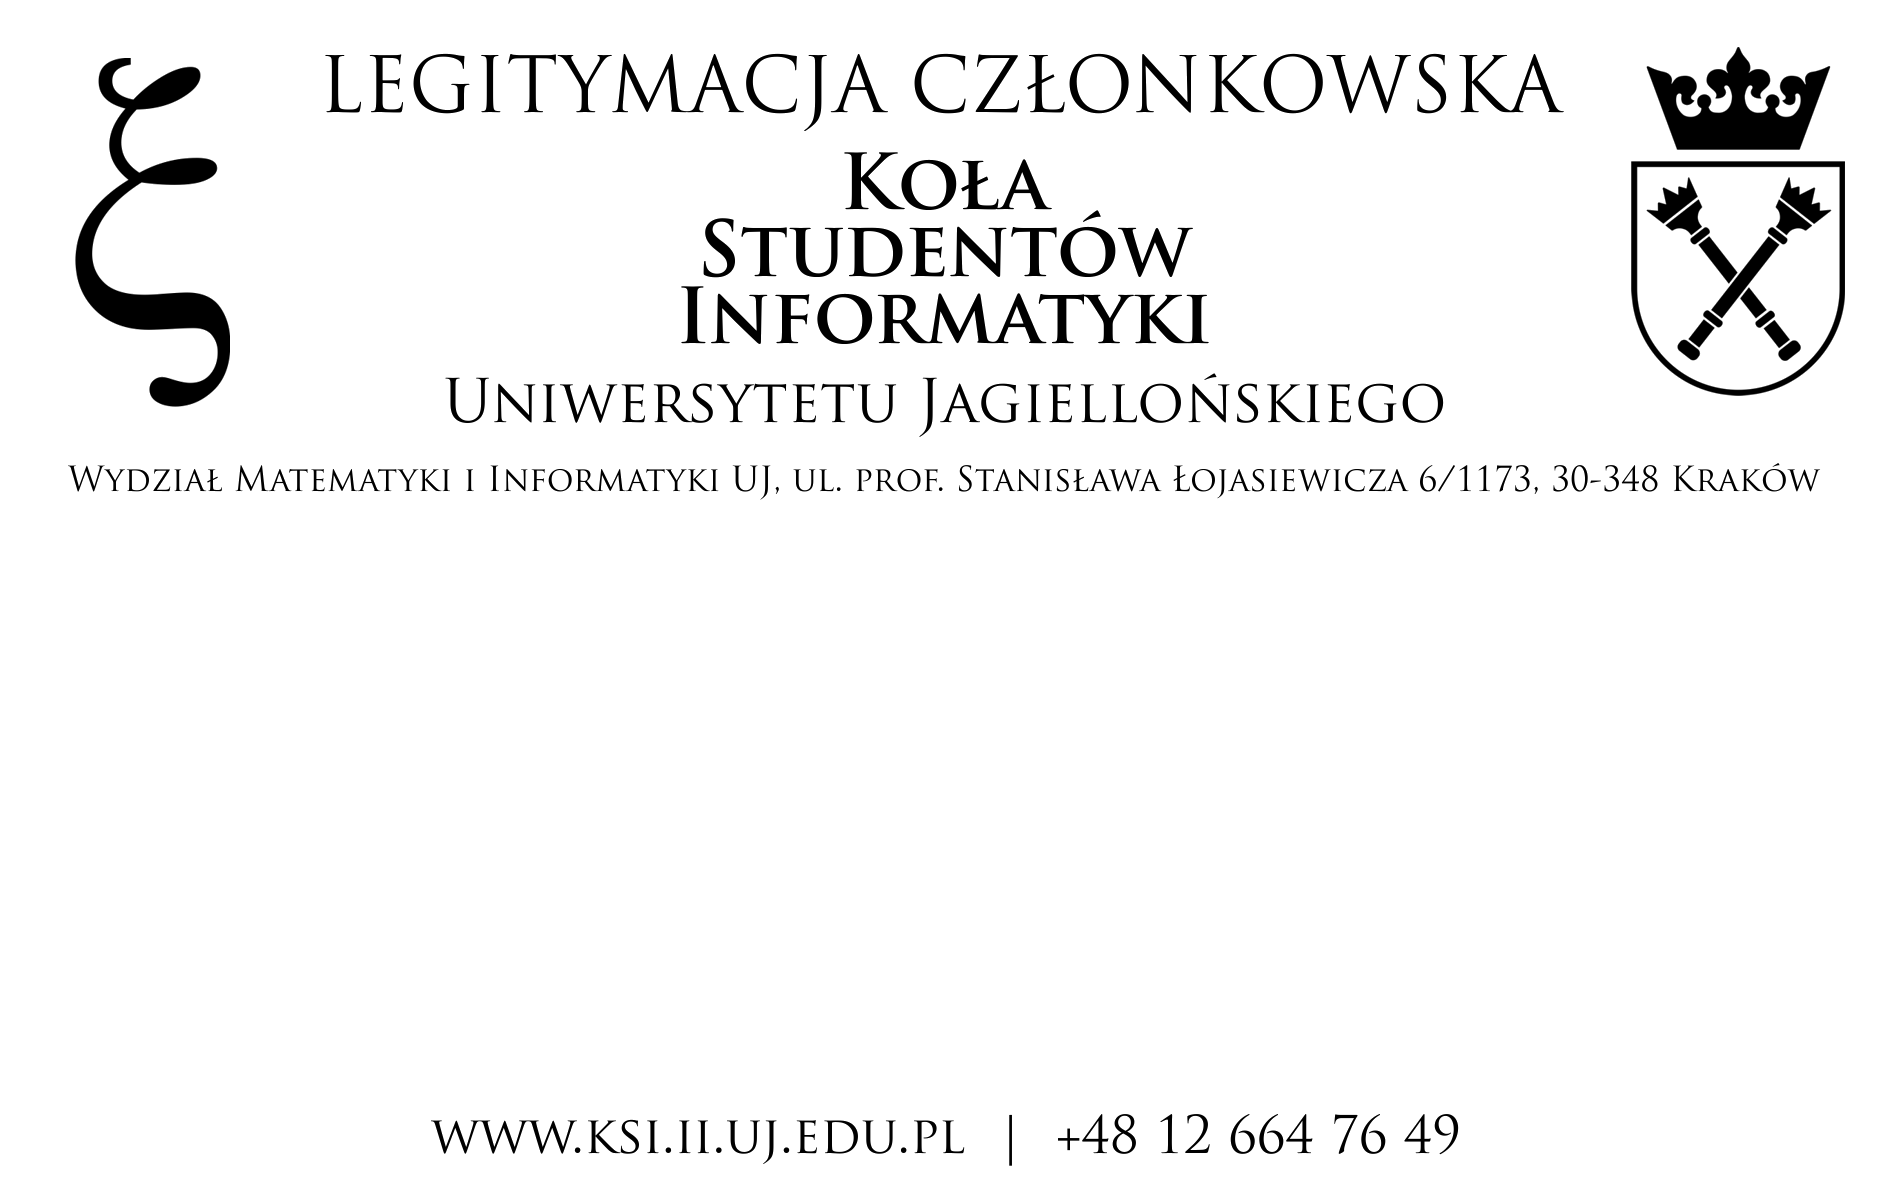 ξ
LEGITYMACJA CZŁONKOWSKA
Koła
Studentów
Informatyki
Uniwersytetu Jagiellońskiego
Wydział Matematyki i Informatyki UJ, ul. prof. Stanisława Łojasiewicza 6/1173, 30-348 Kraków
www.ksi.ii.uj.edu.pl | +48 12 664 76 49